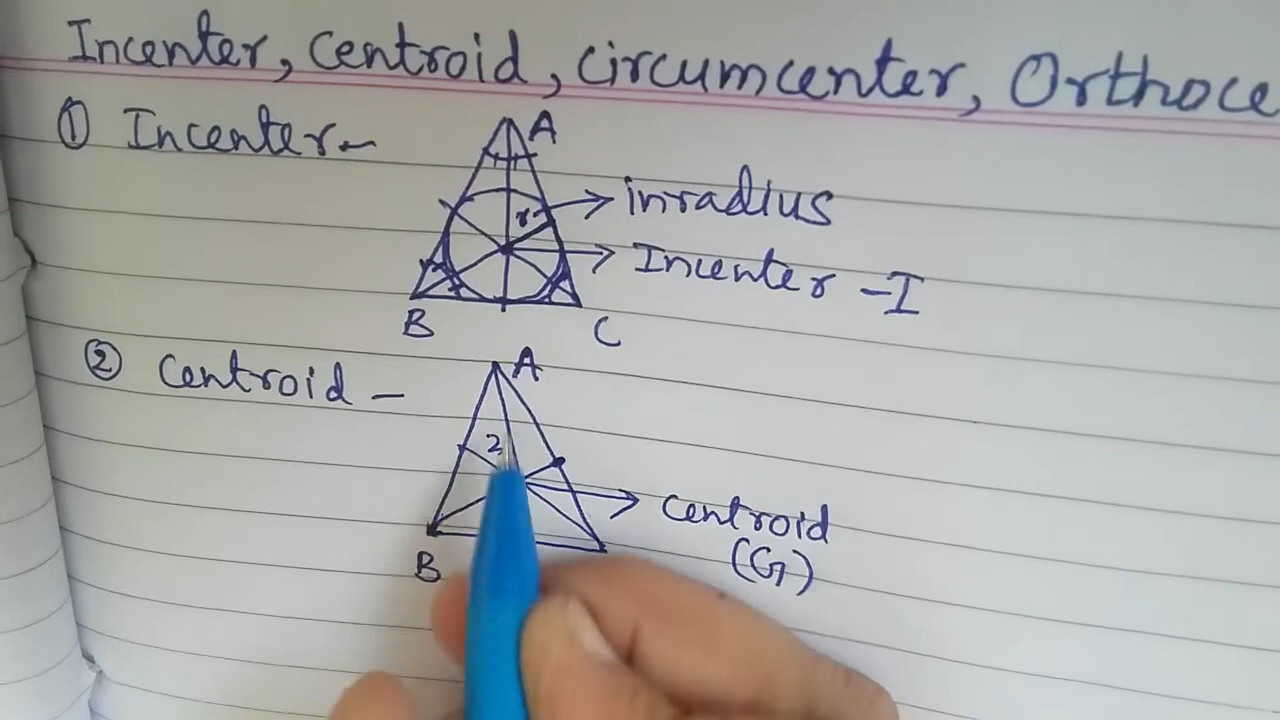 Incenter, Centroid, circumcenter, Orthoce
① Incenter-
A
r
inradius
Incenter - I
B
C
② Centroid -
A
2
Centroid
(G)
B